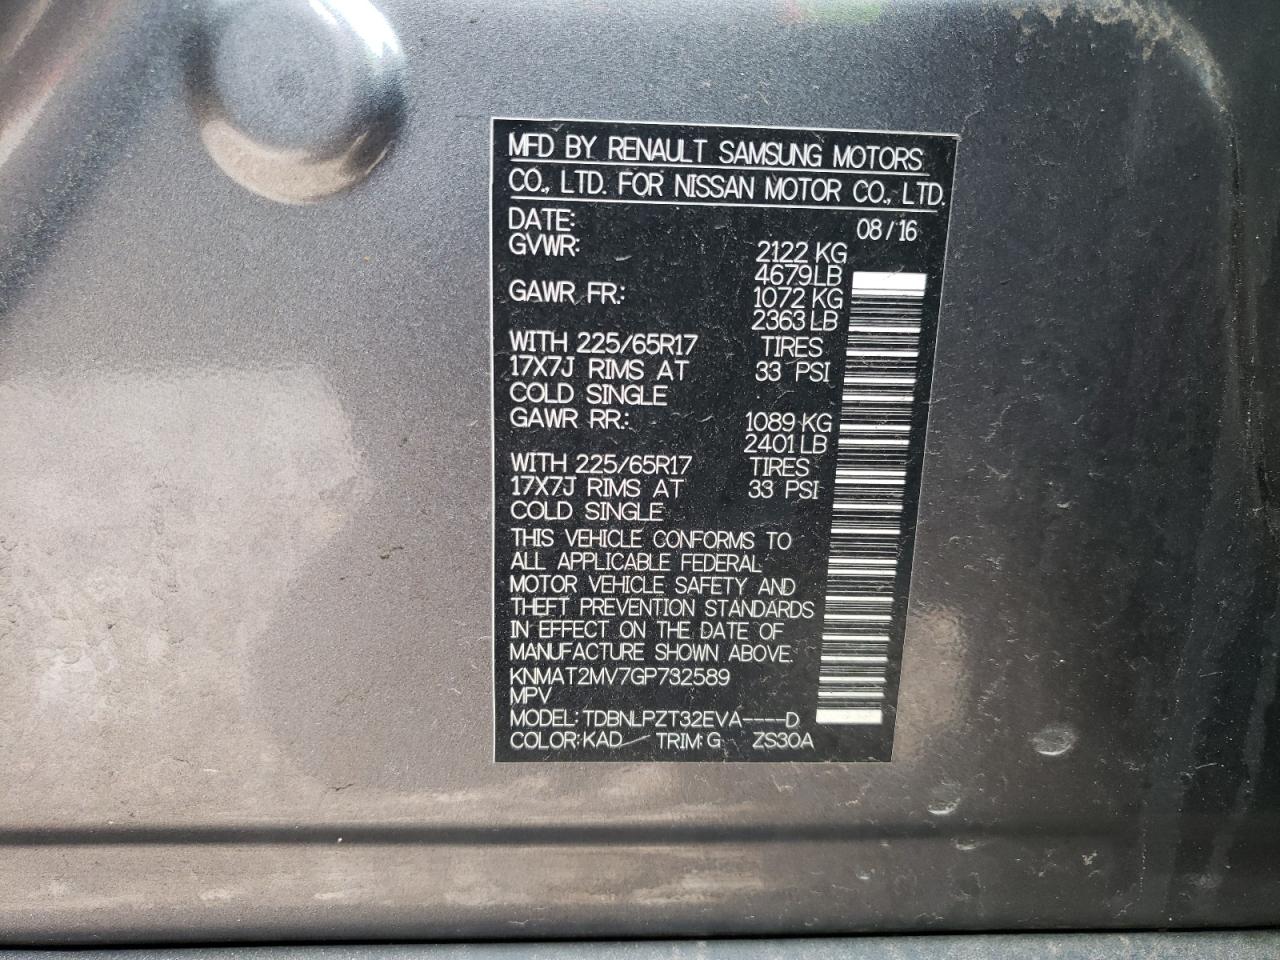 MFD BY RENAULT SAMSUNG MOTORS
CO., LTD. FOR NISSAN MOTOR CO., LTD.
DATE: 08/16
GVWR: 2122 KG
4679LB
GAWR FR: 1072 KG
2363 LB
WITH 225/65R17 TIRES
17X7J RIMS AT 33 PSI
COLD SINGLE
GAWR RR: 1089 KG
2401 LB
WITH 225/65R17 TIRES
17X7J RIMS AT 33 PSI
COLD SINGLE
THIS VEHICLE CONFORMS TO
ALL APPLICABLE FEDERAL
MOTOR VEHICLE SAFETY AND
THEFT PREVENTION STANDARDS
IN EFFECT ON THE DATE OF
MANUFACTURE SHOWN ABOVE.
KNMAT2MV7GP732589
MPV
MODEL: TDBNLPZT32EVA----D
COLOR: KAD TRIM: G ZS30A